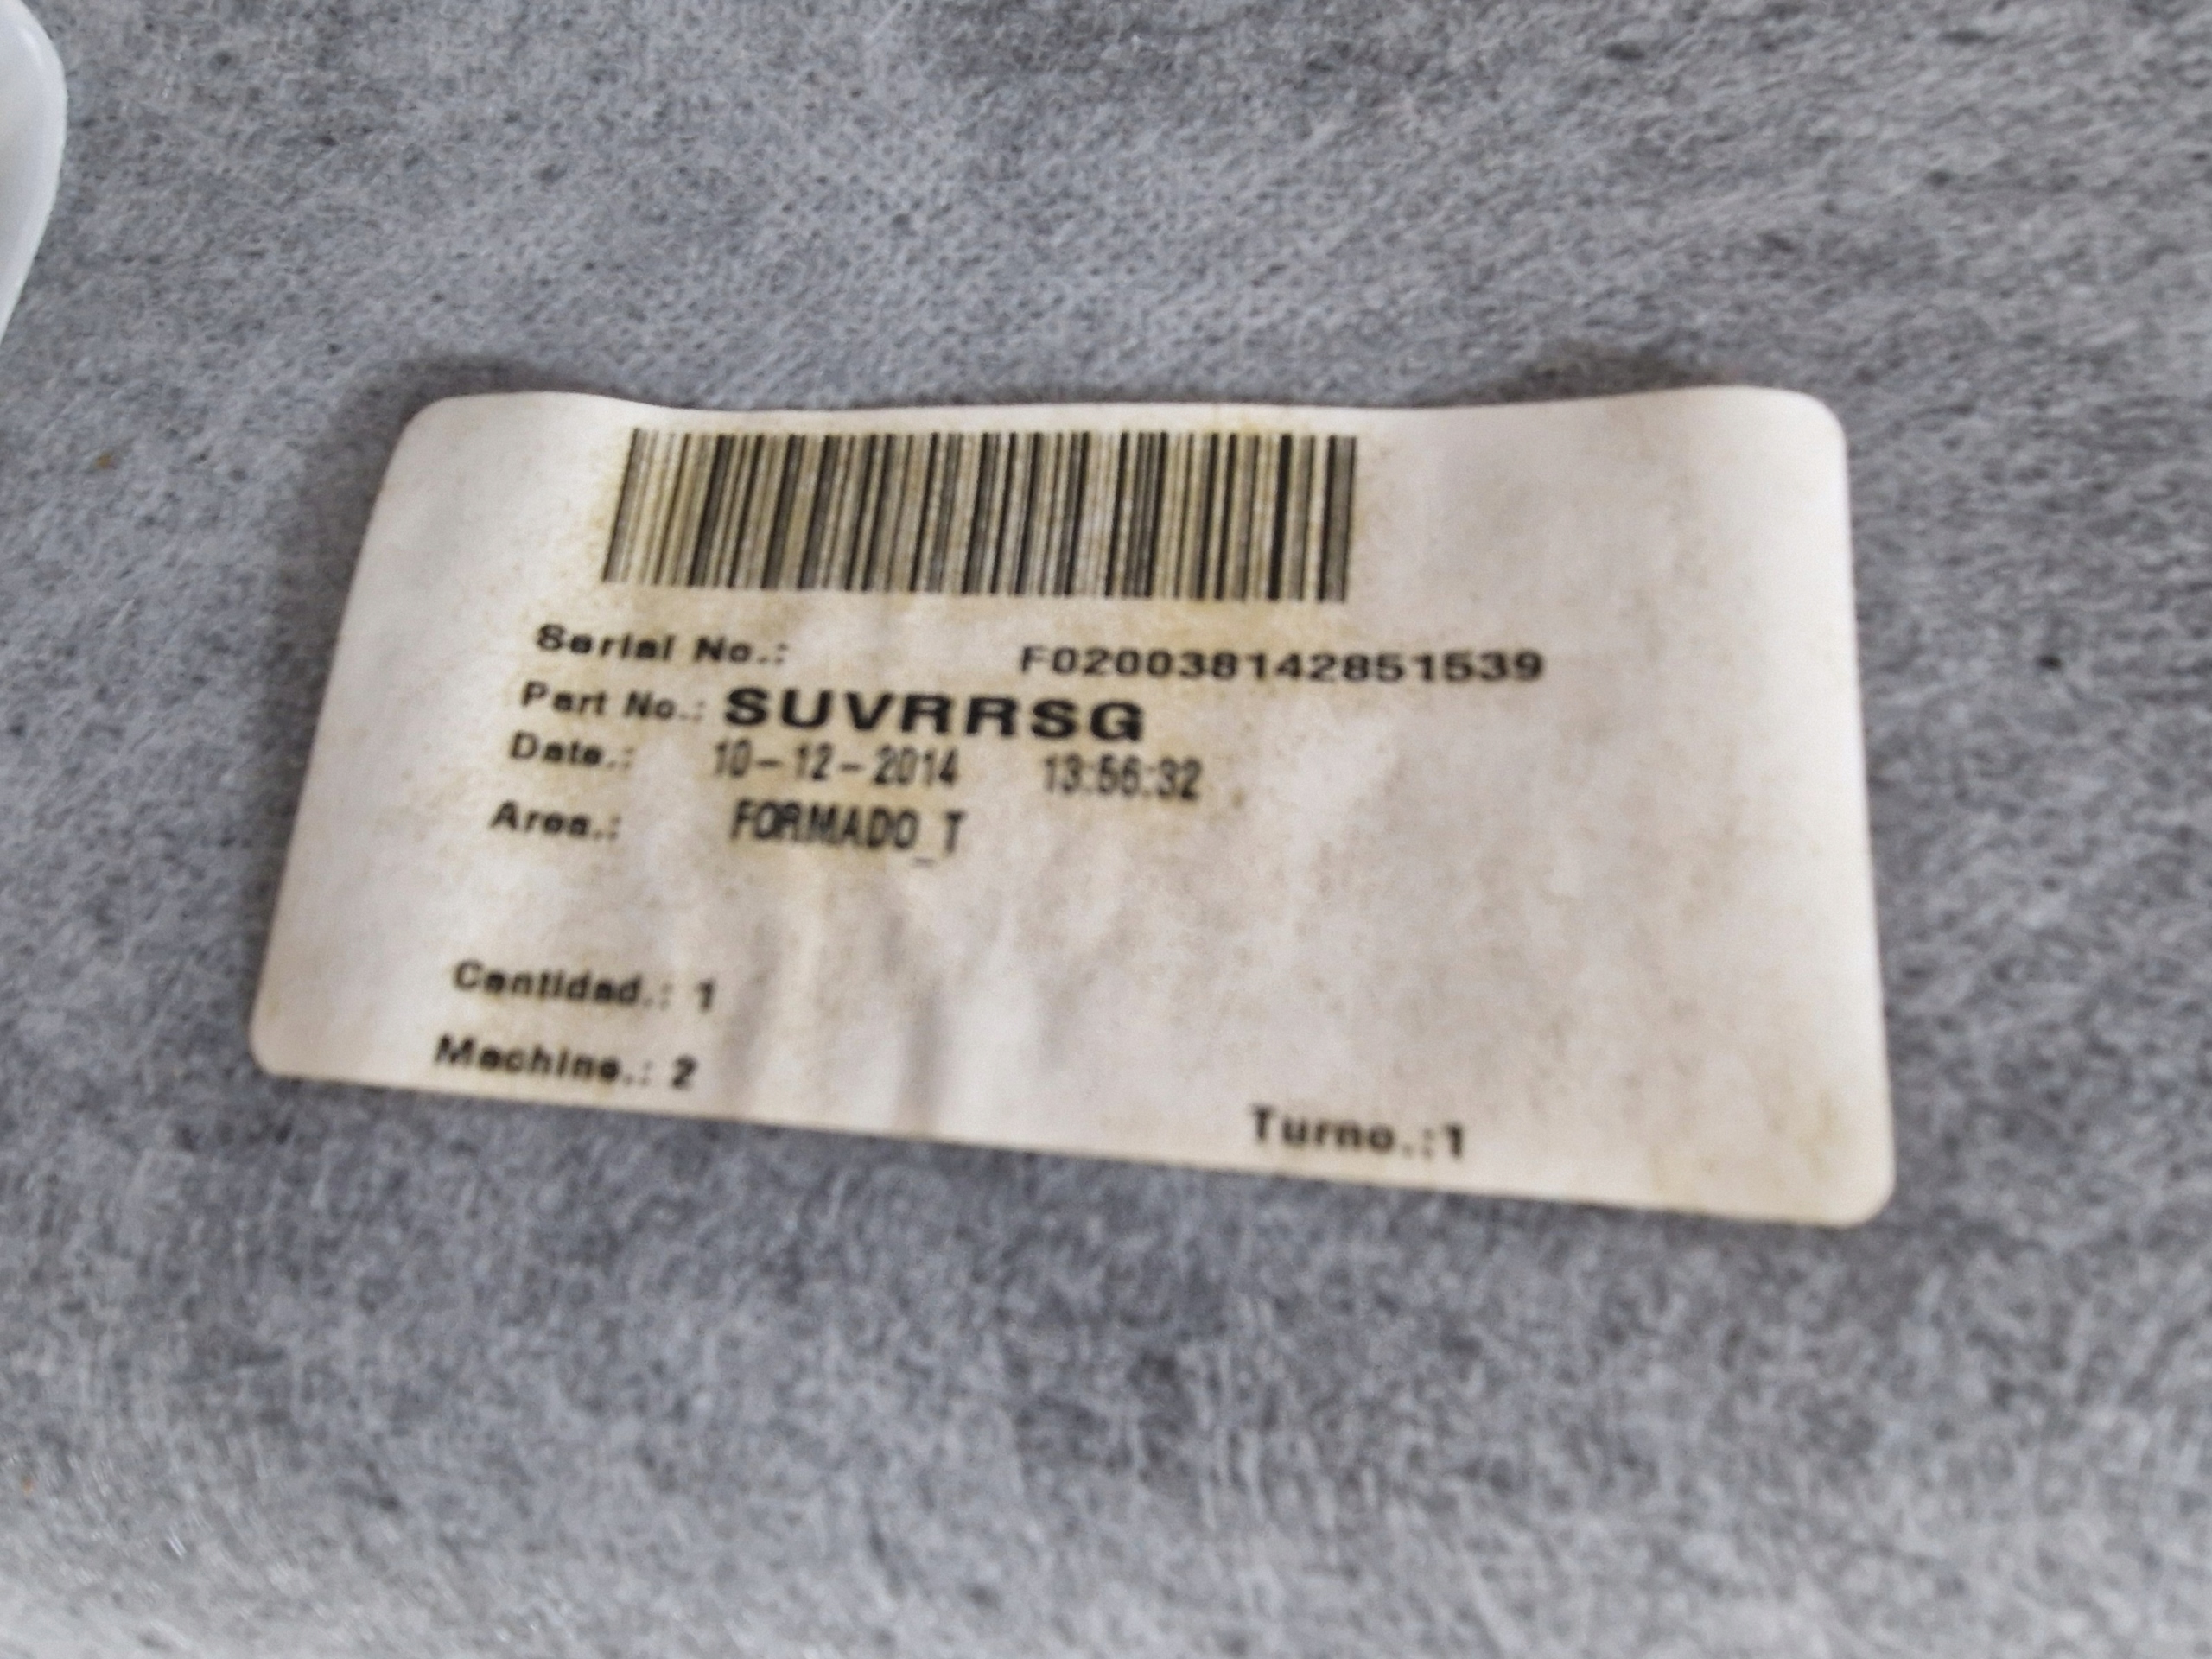 Serial No.: F020038142851539
Part No.: SUVRRSG
Date.: 10-12-2014 13:56:32
Area.: FORMADO_T
Cantidad.: 1
Machine.: 2
Turno.:1